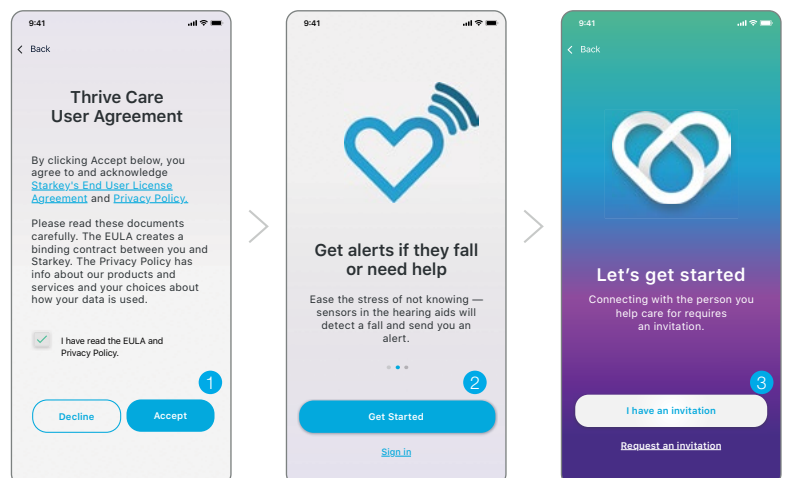 9:41
Back
Thrive Care
User Agreement
By clicking Accept below, you
agree to and acknowledge
Starkey's End User License
Agreement and Privacy Policy.
Please read these documents
carefully. The EULA creates a
binding contract between you and
Starkey. The Privacy Policy has
info about our products and
services and your choices about
how your data is used.
I have read the EULA and
Privacy Policy.
1
Decline
Accept
9:41
Get alerts if they fall
or need help
Ease the stress of not knowing —
sensors in the hearing aids will
detect a fall and send you an
alert.
2
Get Started
Sign in
9:41
Back
Let's get started
Connecting with the person you
help care for requires
an invitation.
3
I have an invitation
Request an invitation